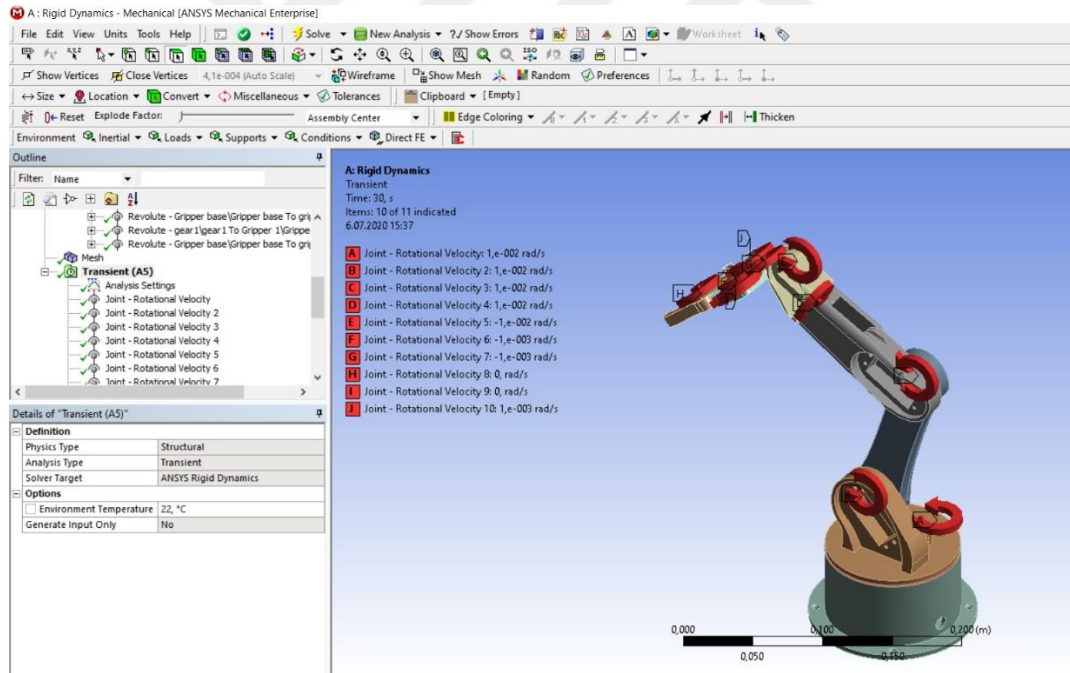 A : Rigid Dynamics - Mechanical [ANSYS Mechanical Enterprise]
File Edit View Units Tools Help Solve New Analysis ?/ Show Errors A Worksheet
ISO
Show Vertices Close Vertices 4,1e-004 (Auto Scale) Wireframe Show Mesh Random Preferences
Size Location Convert Miscellaneous Tolerances Clipboard [Empty]
Reset Explode Factor: Assembly Center Edge Coloring Thicken
Environment Inertial Loads Supports Conditions Direct FE
Outline
Filter: Name
Revolute - Gripper base\Gripper base To grip
Revolute - gear1\gear1 To Gripper 1\Grippe
Revolute - Gripper base\Gripper base To grip
Mesh
Transient (A5)
Analysis Settings
Joint - Rotational Velocity
Joint - Rotational Velocity 2
Joint - Rotational Velocity 3
Joint - Rotational Velocity 4
Joint - Rotational Velocity 5
Joint - Rotational Velocity 6
Joint - Rotational Velocity 7
Details of "Transient (A5)"
Definition
Physics Type Structural
Analysis Type Transient
Solver Target ANSYS Rigid Dynamics
Options
Environment Temperature 22, °C
Generate Input Only No
A: Rigid Dynamics
Transient
Time: 30, s
Items: 10 of 11 indicated
6.07.2020 15:37
A Joint - Rotational Velocity: 1,e-002 rad/s
B Joint - Rotational Velocity 2: 1,e-002 rad/s
C Joint - Rotational Velocity 3: 1,e-002 rad/s
D Joint - Rotational Velocity 4: 1,e-002 rad/s
E Joint - Rotational Velocity 5: -1,e-002 rad/s
F Joint - Rotational Velocity 6: -1,e-003 rad/s
G Joint - Rotational Velocity 7: -1,e-003 rad/s
H Joint - Rotational Velocity 8: 0, rad/s
I Joint - Rotational Velocity 9: 0, rad/s
J Joint - Rotational Velocity 10: 1,e-003 rad/s
J
H
0,000 0,100 0,200 (m)
0,050 0,150